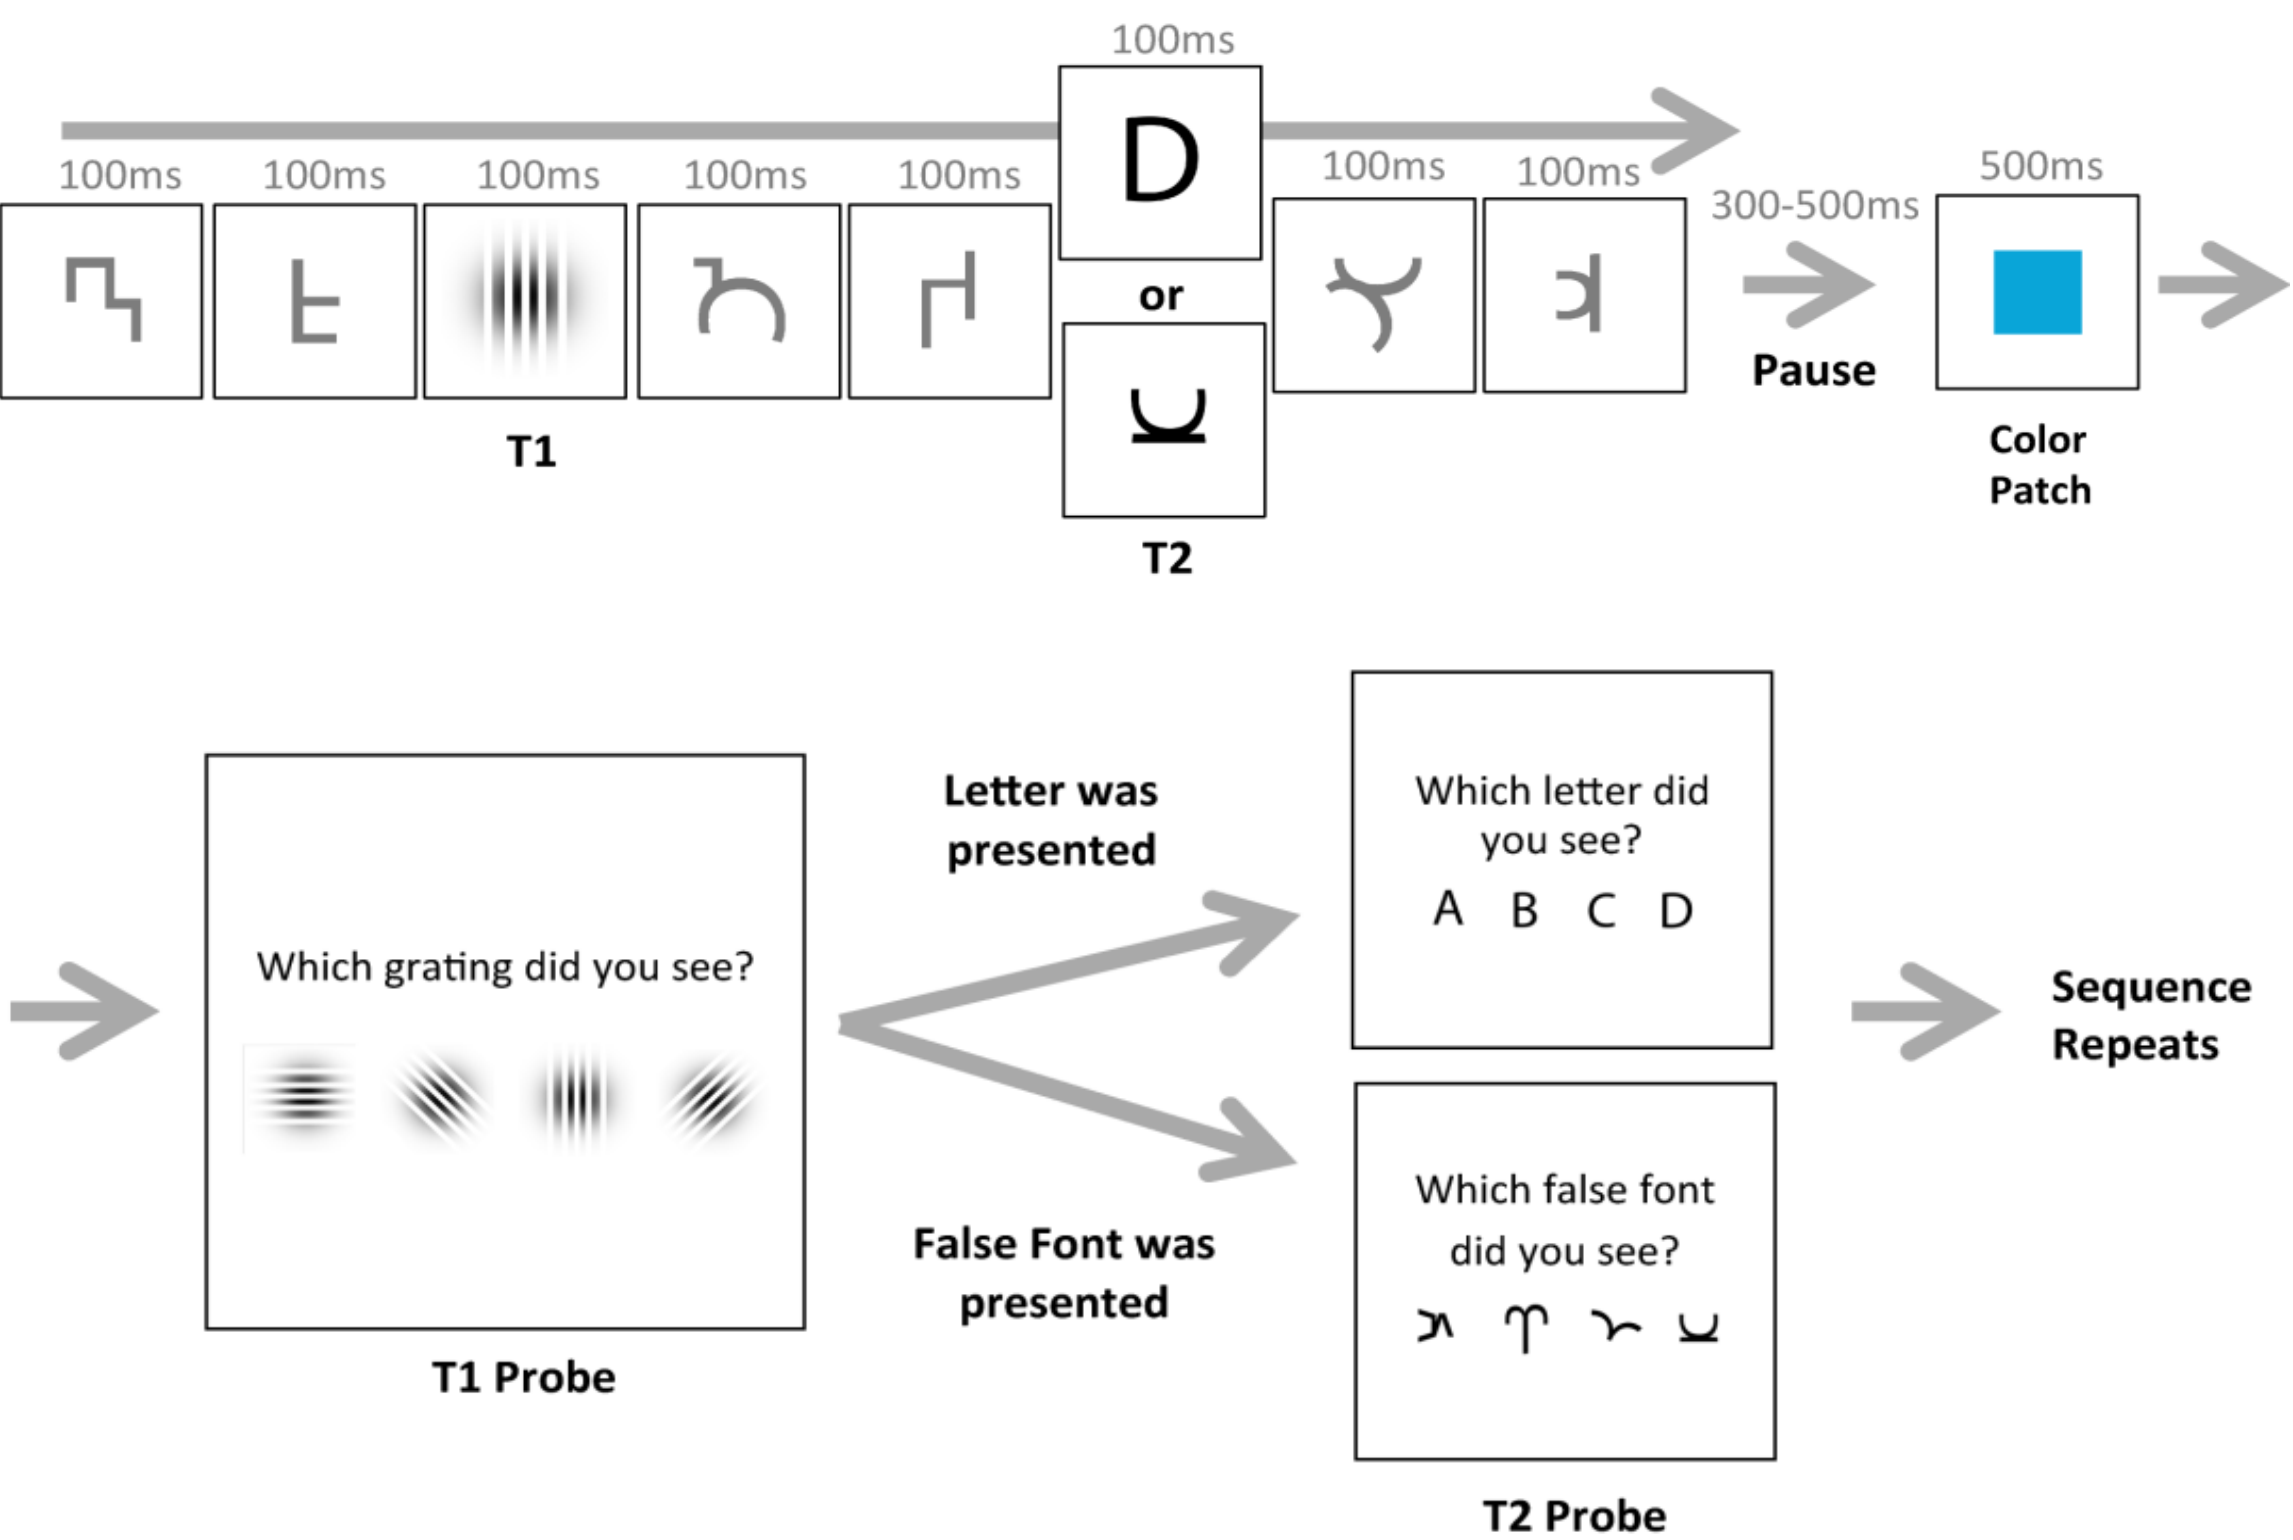 100ms
100ms
100ms
100ms
100ms
100ms
100ms
100ms
300-500ms
500ms
D
or
T1
T2
Pause
Color
Patch
Which grating did you see?
T1 Probe
Letter was
presented
False Font was
presented
Which letter did
you see?
A B C D
Which false font
did you see?
T2 Probe
Sequence
Repeats